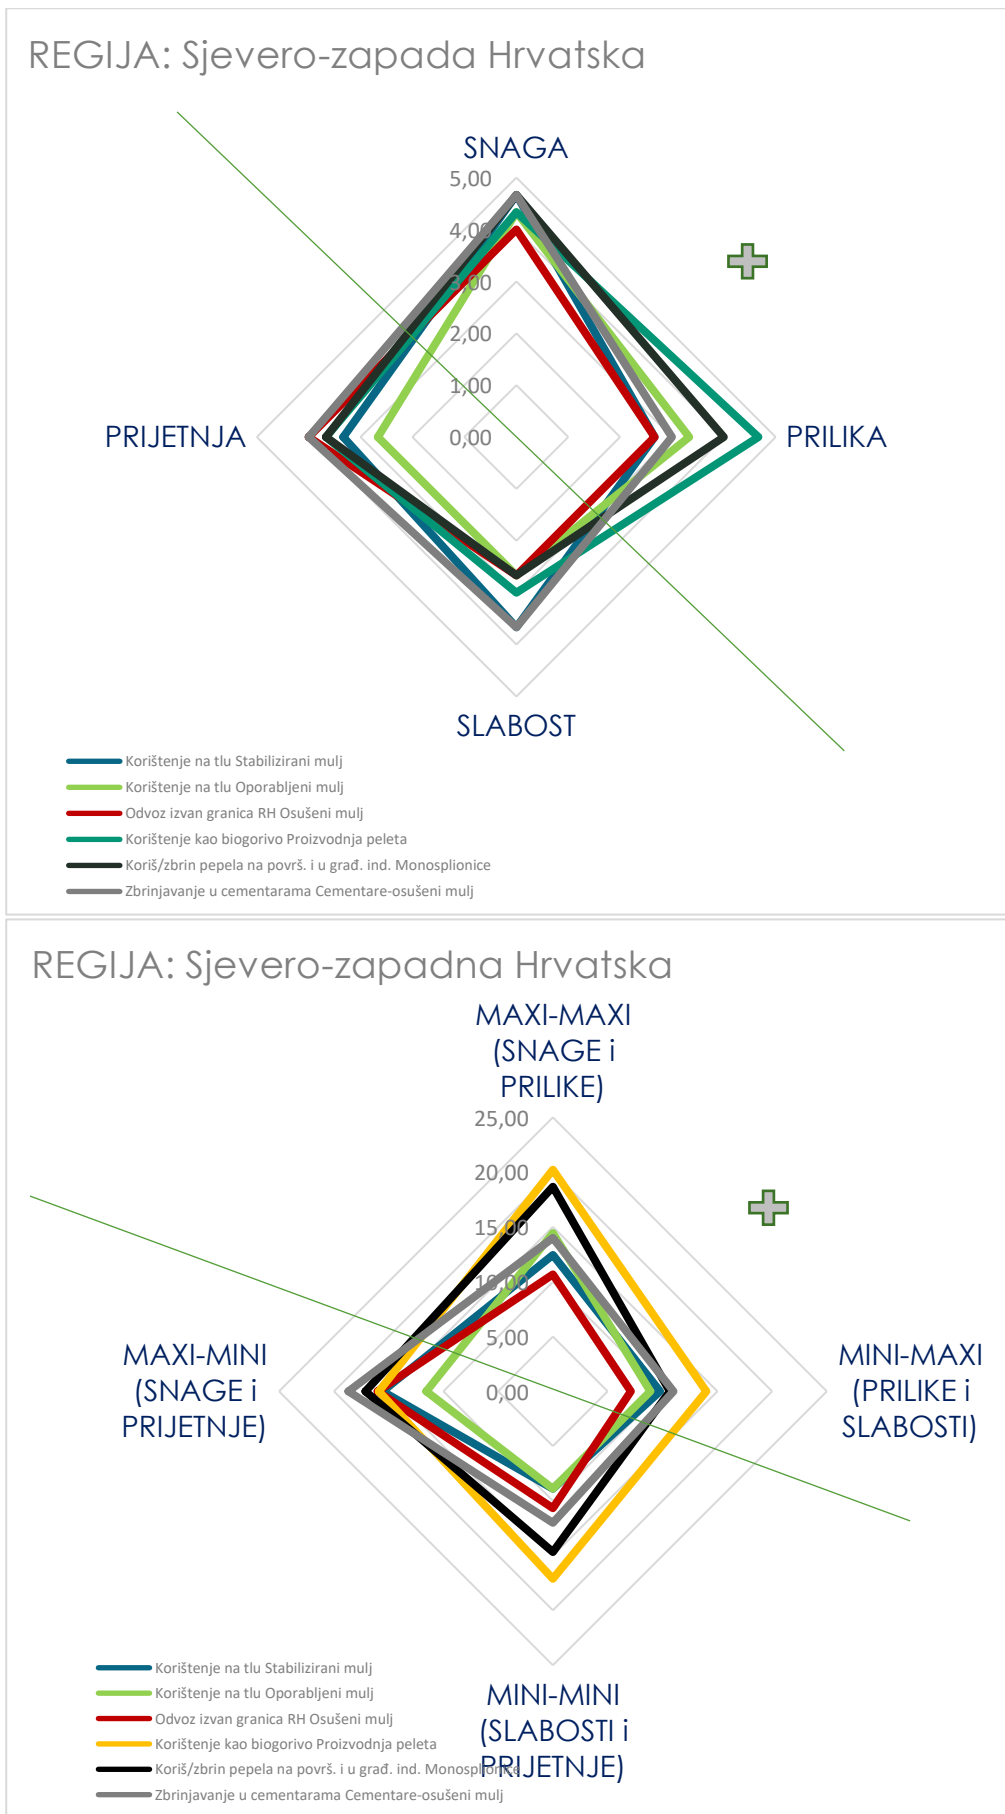 REGIJA: Sjevero-zapada Hrvatska
SNAGA
5,00
4,00
3,00
2,00
1,00
0,00
PRIJETNJA
PRILIKA
SLABOST
Korištenje na tlu Stabilizirani mulj
Korištenje na tlu Oporabljeni mulj
Odvoz izvan granica RH Osušeni mulj
Korištenje kao biogorivo Proizvodnja peleta
Koriš/zbrin pepela na površ. i u građ. ind. Monosplionice
Zbrinjavanje u cementarama Cementare-osušeni mulj
REGIJA: Sjevero-zapadna Hrvatska
MAXI-MAXI
(SNAGE i
PRILIKE)
25,00
20,00
15,00
10,00
5,00
0,00
MAXI-MINI
(SNAGE i
PRIJETNJE)
MINI-MAXI
(PRILIKE i
SLABOSTI)
MINI-MINI
(SLABOSTI i
PRIJETNJE)
Korištenje na tlu Stabilizirani mulj
Korištenje na tlu Oporabljeni mulj
Odvoz izvan granica RH Osušeni mulj
Korištenje kao biogorivo Proizvodnja peleta
Koriš/zbrin pepela na površ. i u građ. ind. Monosplionice
Zbrinjavanje u cementarama Cementare-osušeni mulj